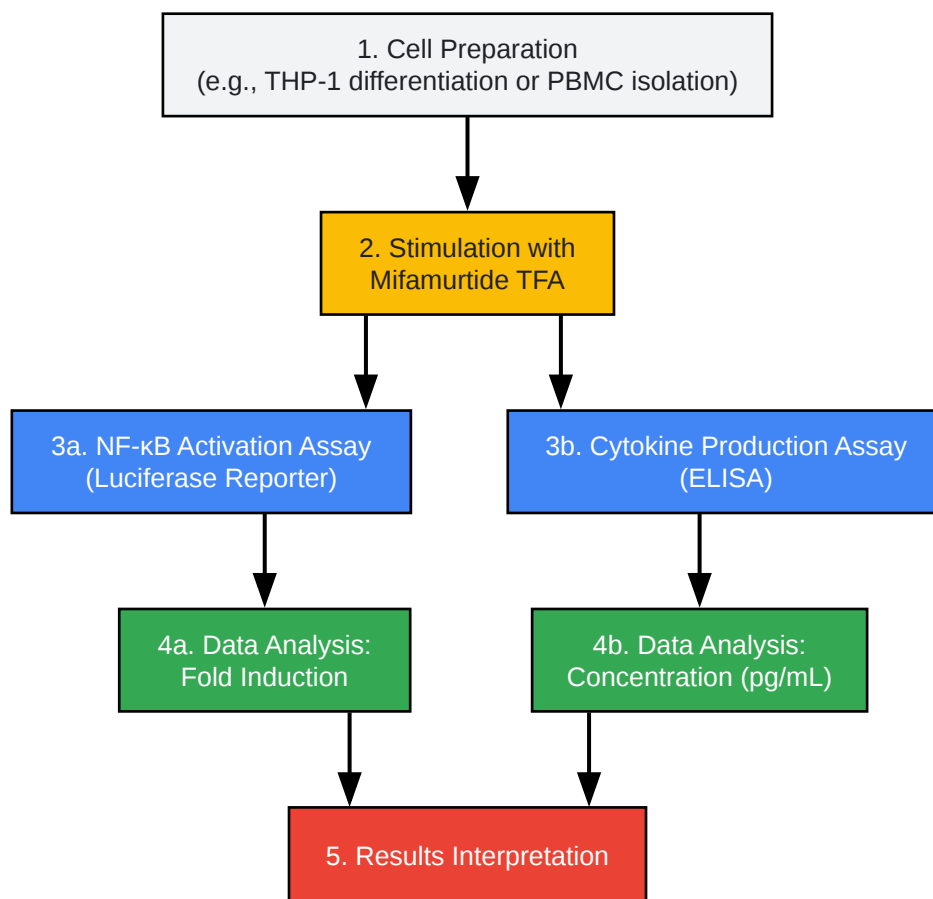 1. Cell Preparation
(e.g., THP-1 differentiation or PBMC isolation)
2. Stimulation with
Mifamurtide TFA
3a. NF-κB Activation Assay
(Luciferase Reporter)
3b. Cytokine Production Assay
(ELISA)
4a. Data Analysis:
Fold Induction
4b. Data Analysis:
Concentration (pg/mL)
5. Results Interpretation